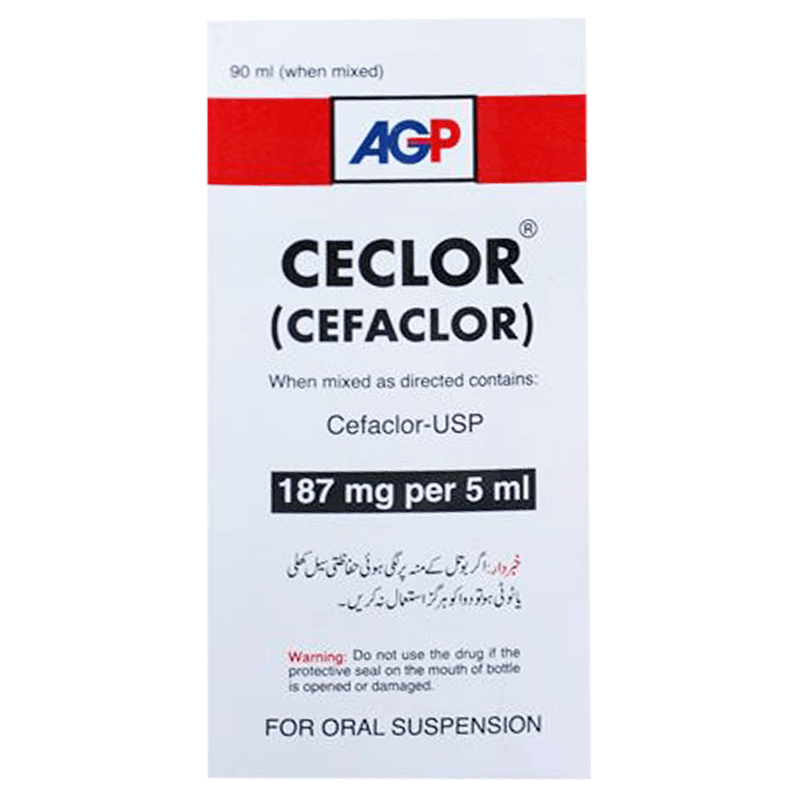 90 ml (when mixed)
AGP
CECLOR®
(CEFACLOR)
When mixed as directed contains:
Cefaclor-USP
187 mg per 5 ml
خبردار: اگر بوتل کے منہ پر لگی ہوئی حفاظتی سیل کھلی
یا ٹوٹی ہو تو دوا کو ہرگز استعمال نہ کریں۔
Warning: Do not use the drug if the
protective seal on the mouth of bottle
is opened or damaged.
FOR ORAL SUSPENSION